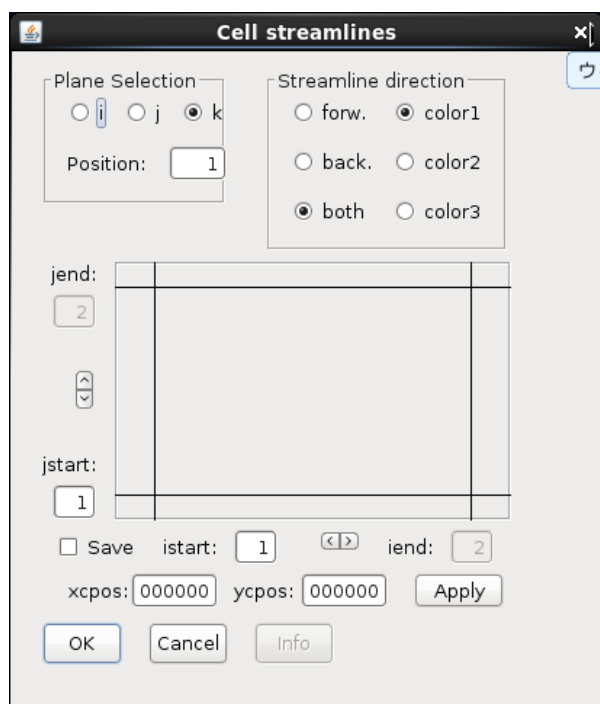 Cell streamlines
ウ
Plane Selection
i j k
Position: 1
Streamline direction
forw. color1
back. color2
both color3
jend:
2
jstart:
1
Save istart: 1 iend: 2
xcpos: 000000 ycpos: 000000 Apply
OK Cancel Info